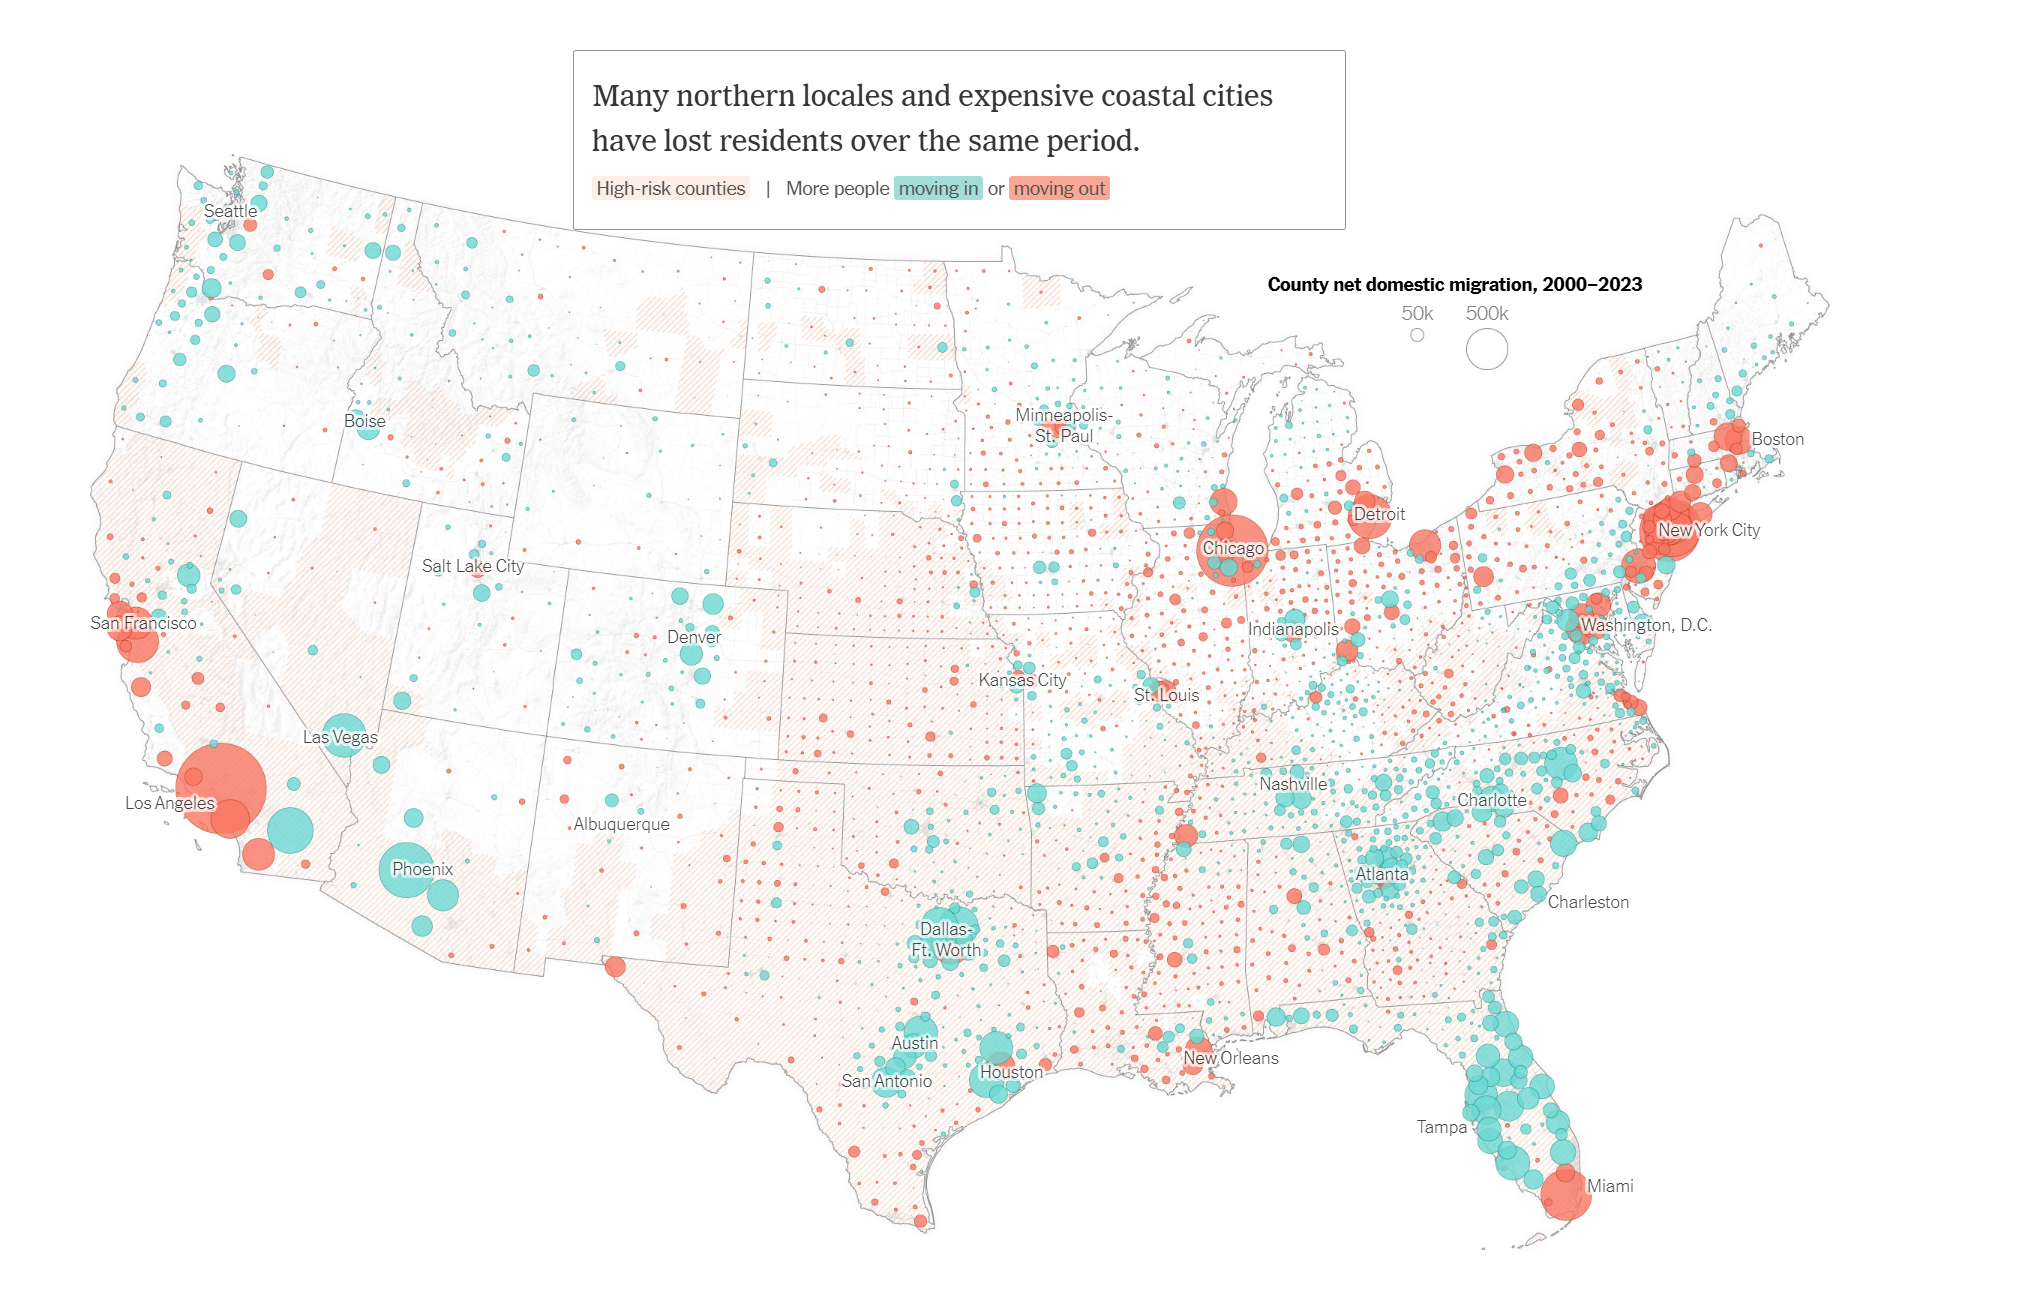 Many northern locales and expensive coastal cities
have lost residents over the same period.
High-risk counties | More people moving in or moving out
County net domestic migration, 2000–2023
50k 500k
Seattle
Boise
Minneapolis-
St. Paul
Boston
Detroit
New York City
Chicago
Salt Lake City
San Francisco
Denver
Indianapolis
Washington, D.C.
Kansas City
St. Louis
Las Vegas
Nashville
Los Angeles
Charlotte
Albuquerque
Phoenix
Atlanta
Charleston
Dallas-
Ft. Worth
Austin
New Orleans
San Antonio
Houston
Tampa
Miami